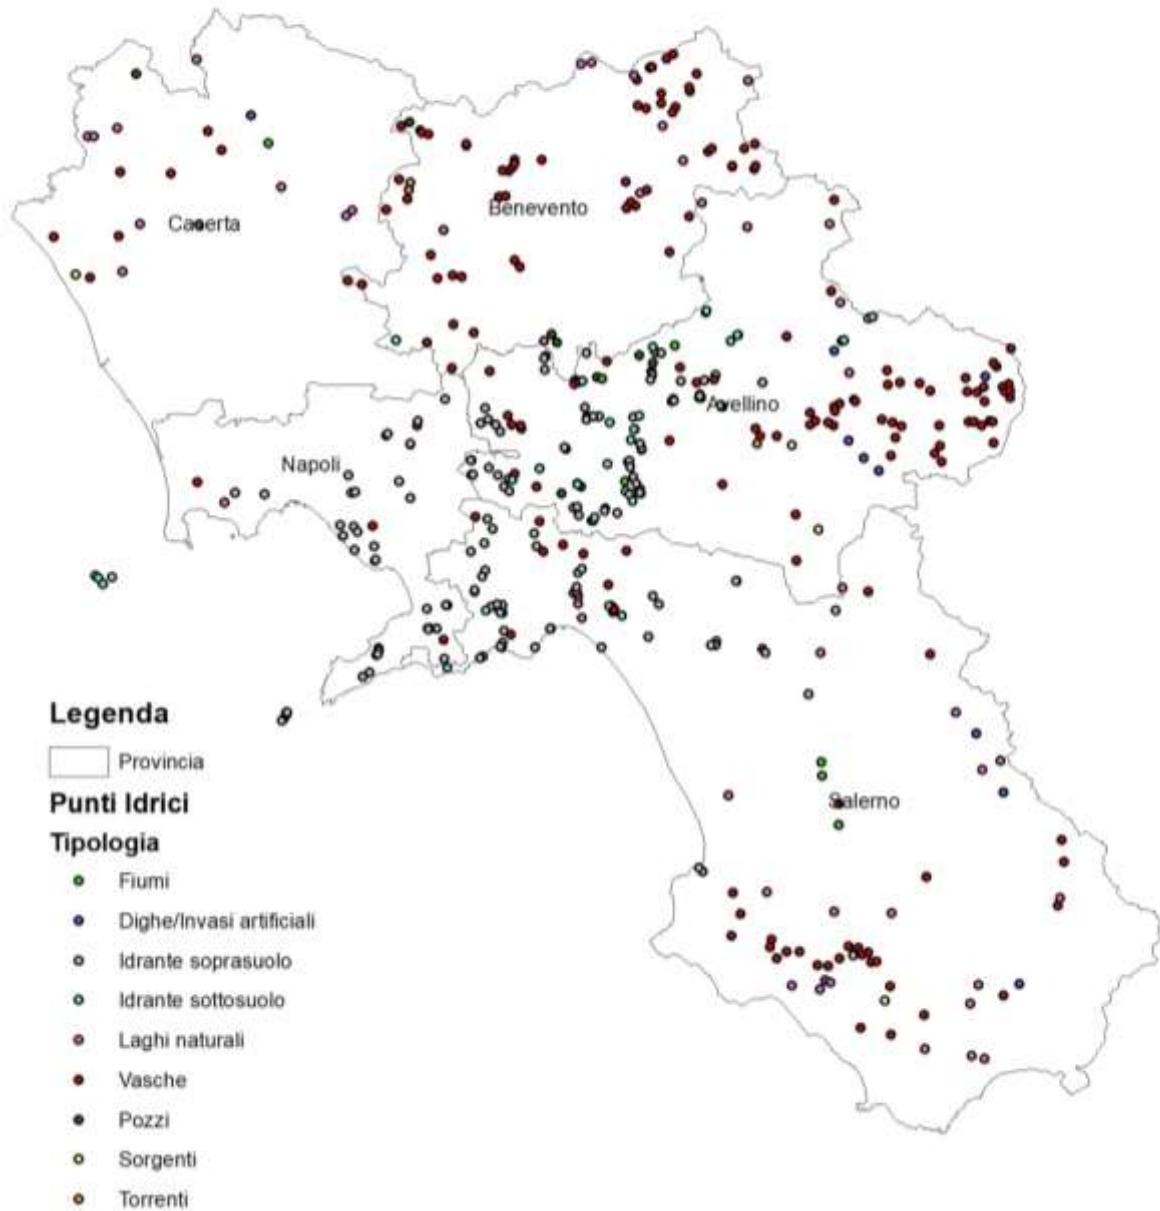 Benevento
Caserta
Avellino
Napoli
Legenda
Provincia
Punti Idrici
Salerno
Tipologia
Fiumi
Dighe/Invasi artificiali
Idrante soprasuolo
Idrante sottosuolo
Laghi naturali
Vasche
Pozzi
Sorgenti
Torrenti